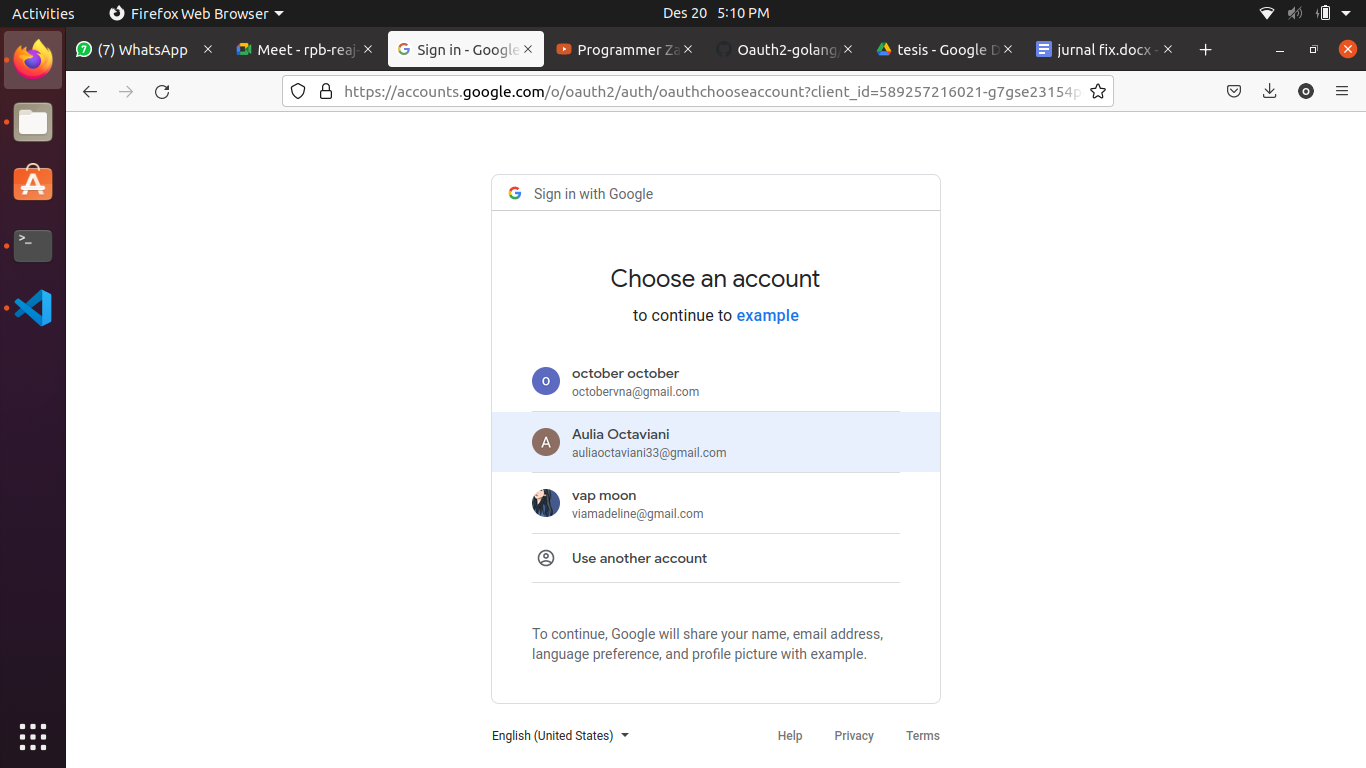 Activities Firefox Web Browser Des 20 5:10 PM
(7) WhatsApp Meet - rpb-reaj- Sign in - Google Programmer Za Oauth2-golang, tesis - Google D jurnal fix.docx -
https://accounts.google.com/o/oauth2/auth/oauthchooseaccount?client_id=589257216021-g7gse23154p
Sign in with Google
Choose an account
to continue to example
O
october october
octobervna@gmail.com
A
Aulia Octaviani
auliaoctaviani33@gmail.com
vap moon
viamadeline@gmail.com
Use another account
To continue, Google will share your name, email address,
language preference, and profile picture with example.
English (United States) Help Privacy Terms